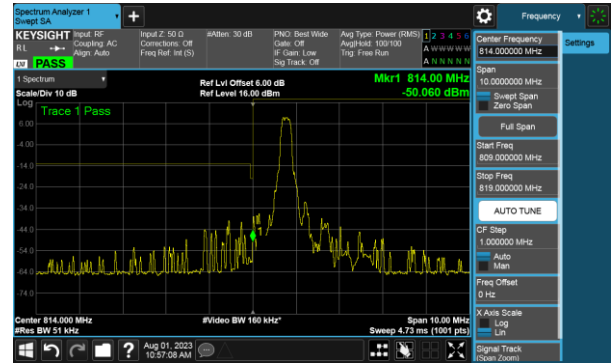 Spectrum Analyzer 1
Swept SA
Frequency
KEYSIGHT
Input: RF
Coupling: AC
Align: Auto
Input Z: 50 Ω
Corrections: Off
Freq Ref: Int (S)
#Atten: 30 dB
PNO: Best Wide
Gate: Off
IF Gain: Low
Sig Track: Off
Avg Type: Power (RMS)
Avg|Hold: 100/100
Trig: Free Run
1 2 3 4 5 6
A W W W W W
A N N N N N
RL
LXI
PASS
1 Spectrum
Scale/Div 10 dB
Ref Lvl Offset 6.00 dB
Ref Level 16.00 dBm
Mkr1 814.00 MHz
-50.060 dBm
Log
Trace 1 Pass
6.00
-4.00
-14.0
-24.0
-34.0
-44.0
-54.0
-64.0
-74.0
1
Center 814.000 MHz
#Res BW 51 kHz
#Video BW 160 kHz*
Span 10.00 MHz
Sweep 4.73 ms (1001 pts)
Aug 01, 2023
10:57:08 AM
Center Frequency
814.000000 MHz
Settings
Span
10.0000000 MHz
Swept Span
Zero Span
Full Span
Start Freq
809.000000 MHz
Stop Freq
819.000000 MHz
AUTO TUNE
CF Step
1.000000 MHz
Auto
Man
Freq Offset
0 Hz
X Axis Scale
Log
Lin
Signal Track
(Span Zoom)